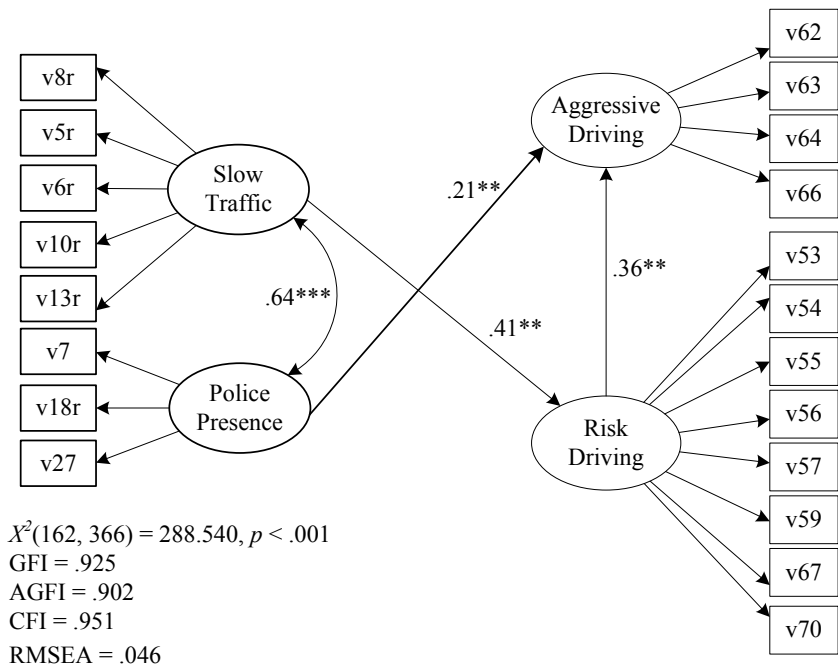 v8r
v5r
v6r
v10r
v13r
v7
v18r
v27
Slow
Traffic
Police
Presence
.64***
.21**
.41**
.36**
Aggressive
Driving
Risk
Driving
v62
v63
v64
v66
v53
v54
v55
v56
v57
v59
v67
v70
X²(162, 366) = 288.540, p < .001
GFI = .925
AGFI = .902
CFI = .951
RMSEA = .046